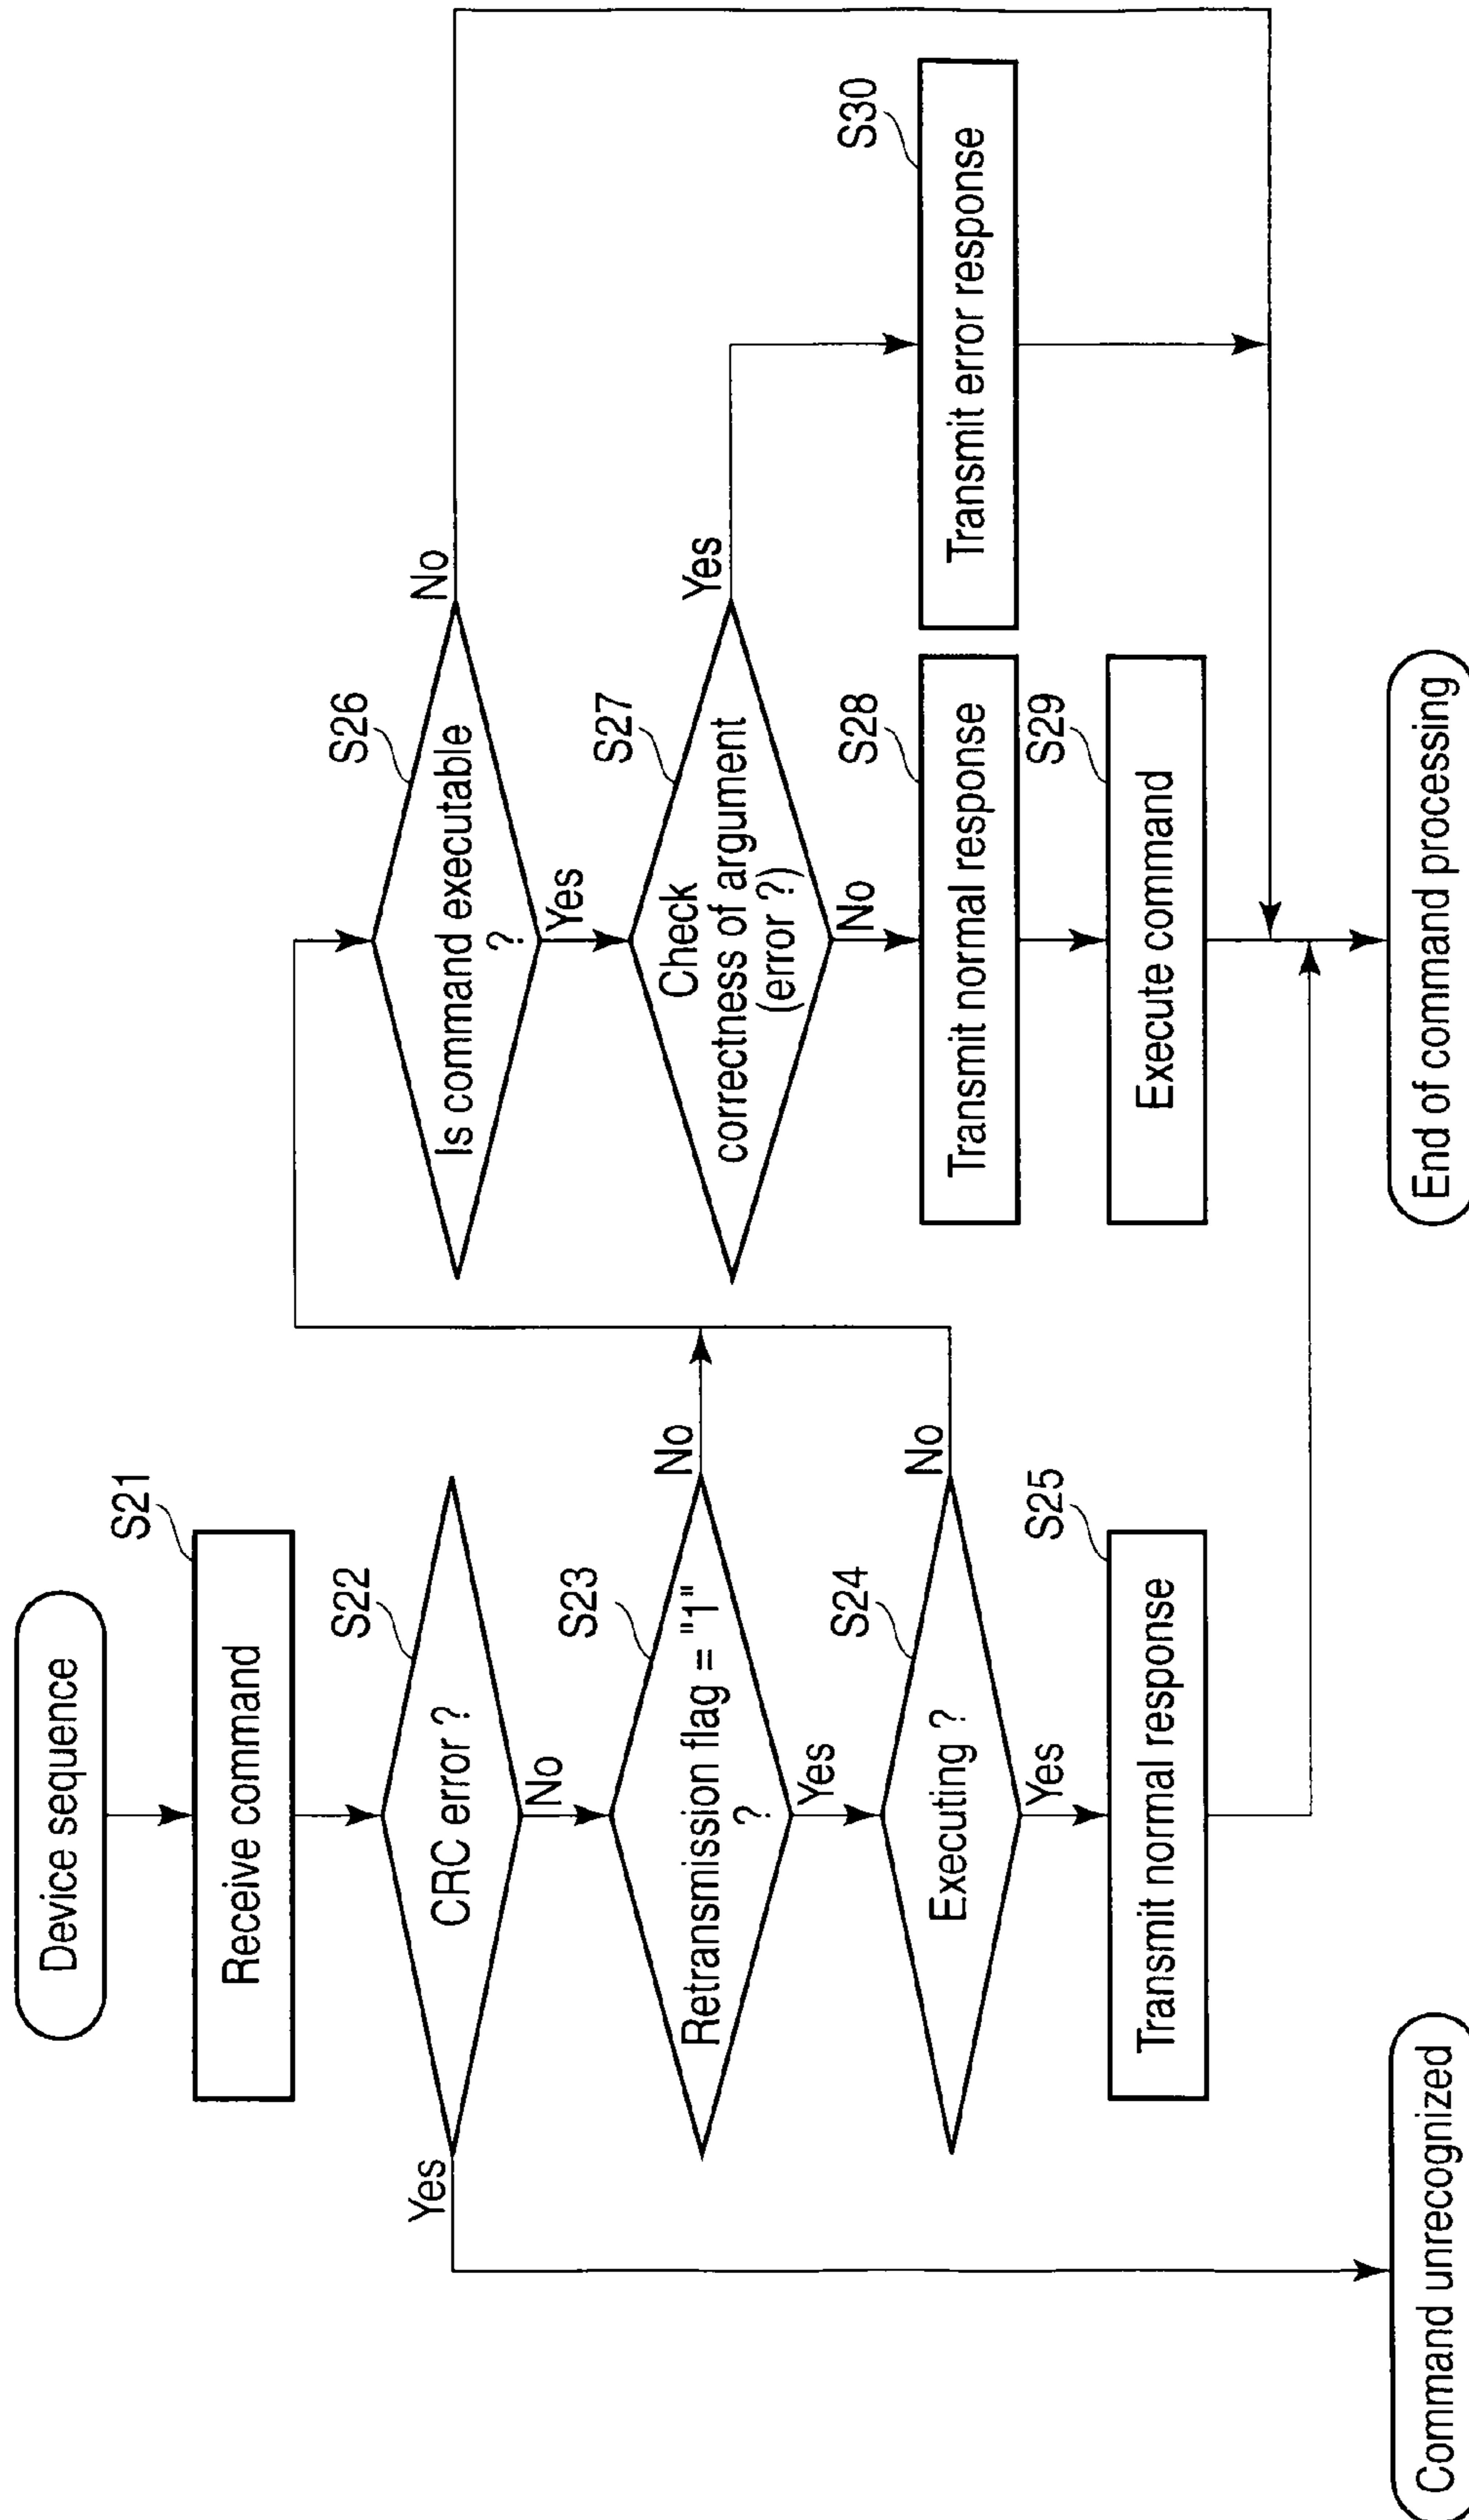 Device sequence
S21
Receive command
S22
CRC error ?
Yes
No
S23
Retransmission flag = "1"
?
No
Yes
S24
Executing ?
No
Yes
S25
Transmit normal response
Command unrecognized
S26
Is command executable
?
No
Yes
S27
Check
correctness of argument
(error ?)
Yes
No
S28
Transmit normal response
S30
Transmit error response
S29
Execute command
End of command processing